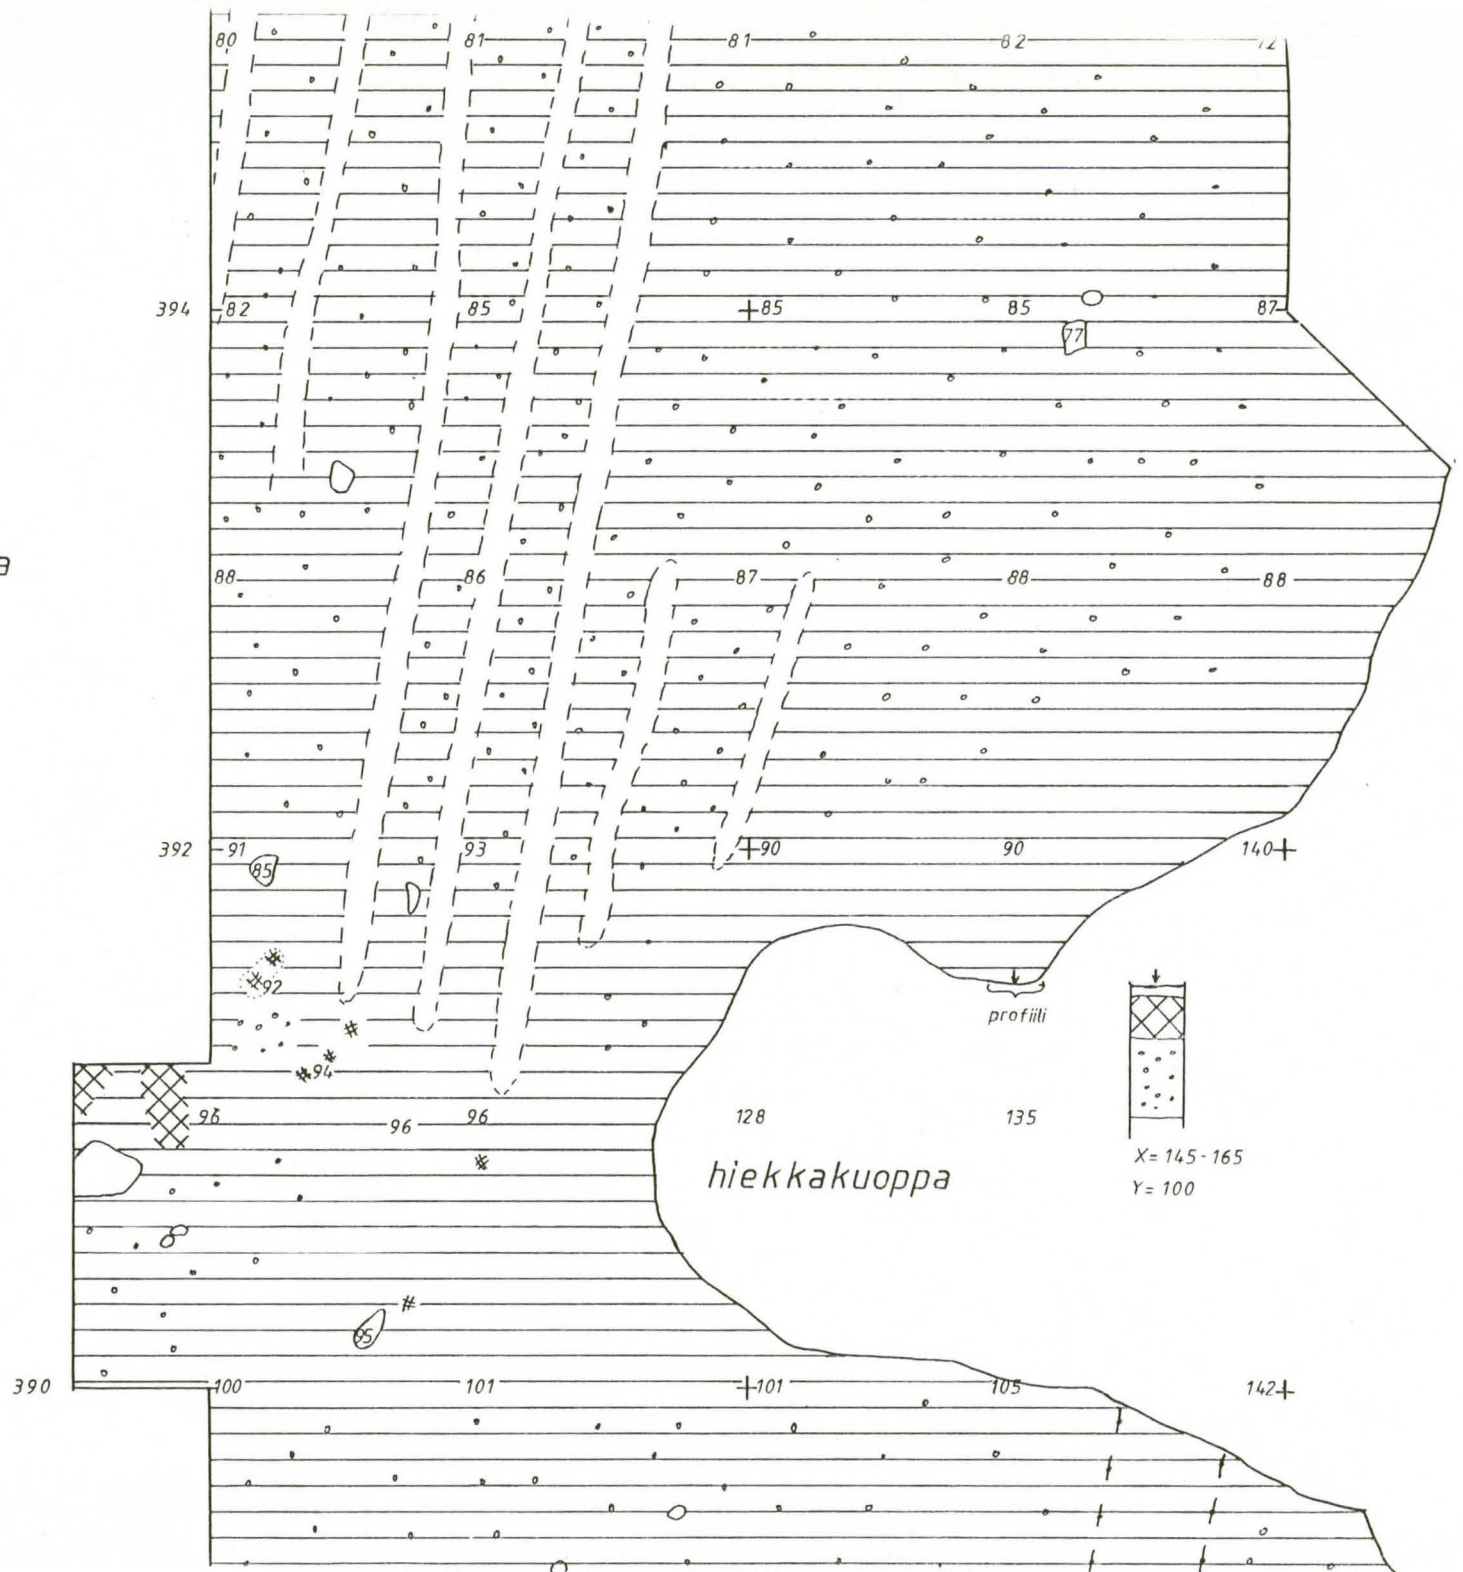 80 81 81 82 72
394 82 85 85 85 87
77
a
88 86 87 88 88
392 91 93 90 90 140
85
92
profiili
94
96 96 96 128 135
X= 145-165
Y= 100
hiekkakuoppa
95
390 100 101 101 105 142